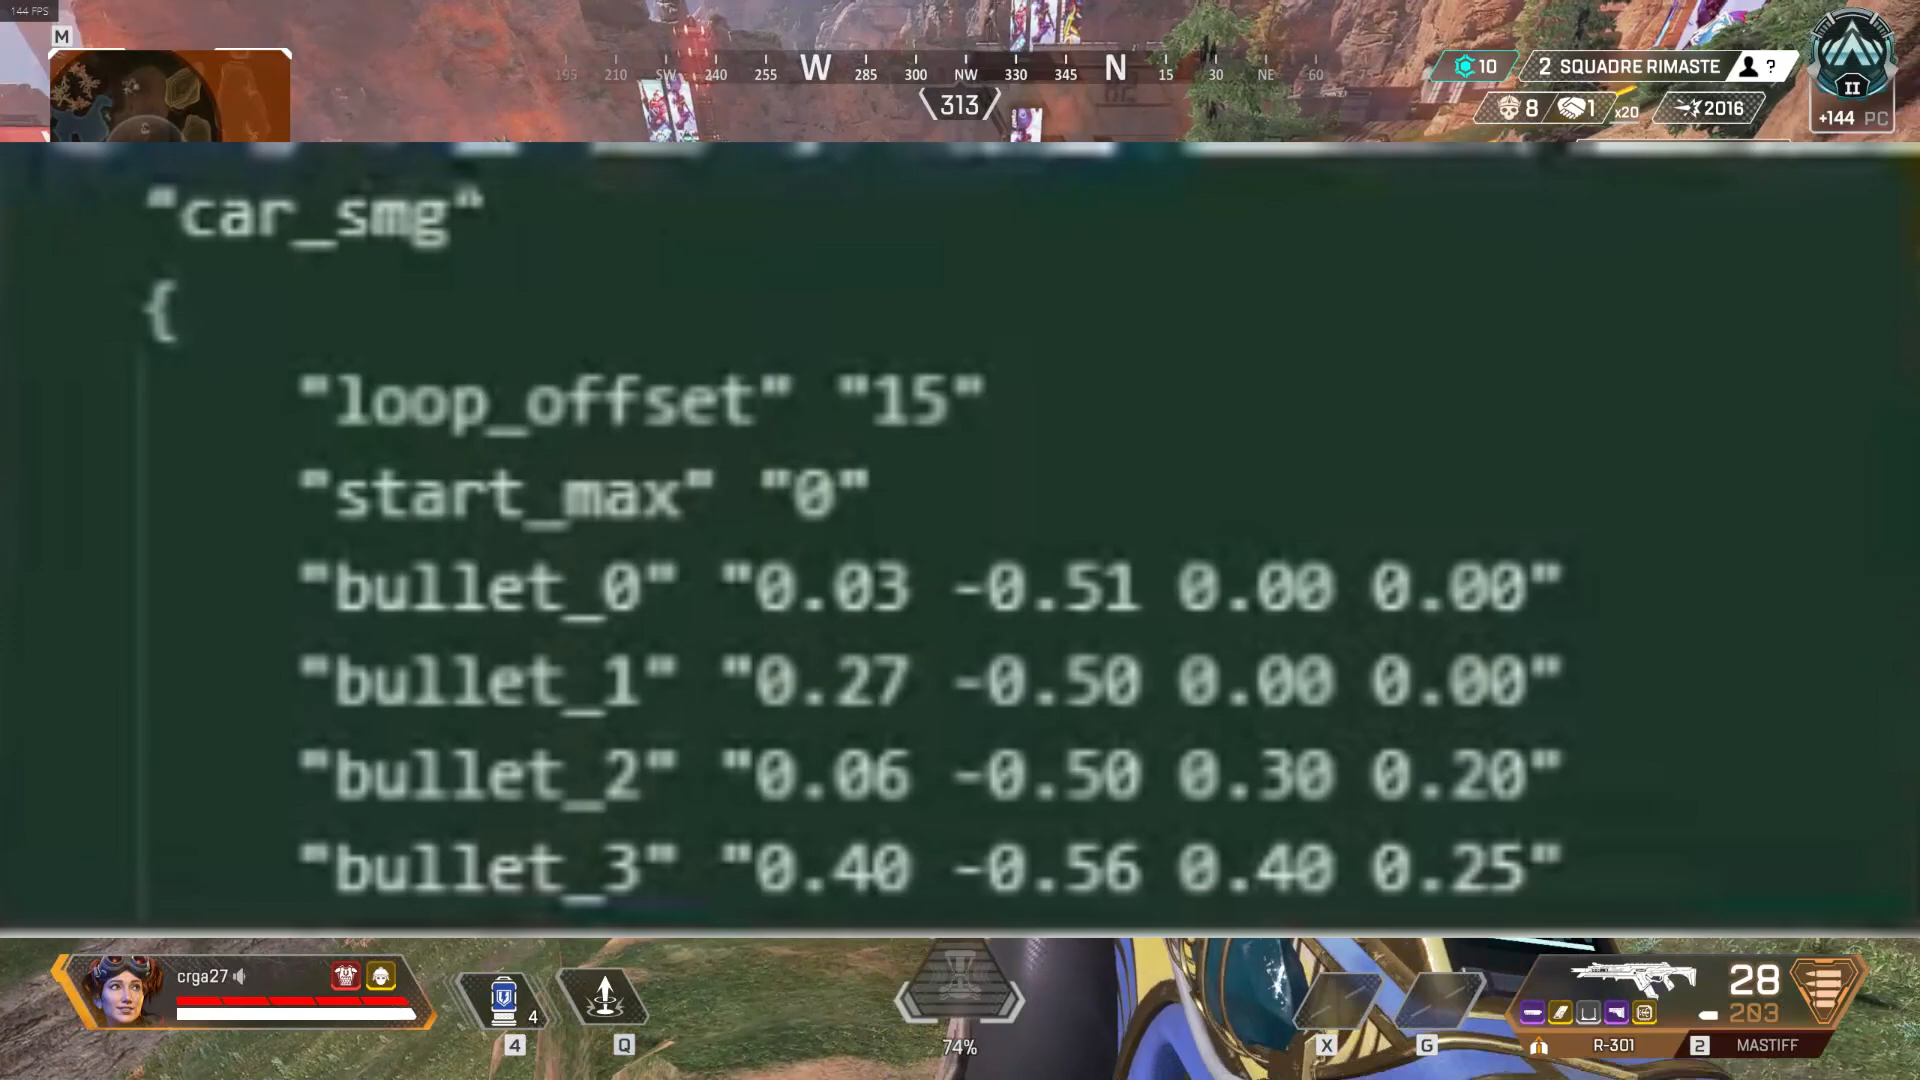 144 FPS
M
195 210 SW 240 255 W 285 300 NW 330 345 N 15 30 NE 60 75
313
10
2 SQUADRE RIMASTE
?
8 1 x20
2016
II
+144 PC
"car_smg"
{
"loop_offset" "15"
"start_max" "0"
"bullet_0" "0.03 -0.51 0.00 0.00"
"bullet_1" "0.27 -0.50 0.00 0.00"
"bullet_2" "0.06 -0.50 0.30 0.20"
"bullet_3" "0.40 -0.56 0.40 0.25"
crga27
4
4
Q
74%
X
G
28
203
R-301
2
MASTIFF